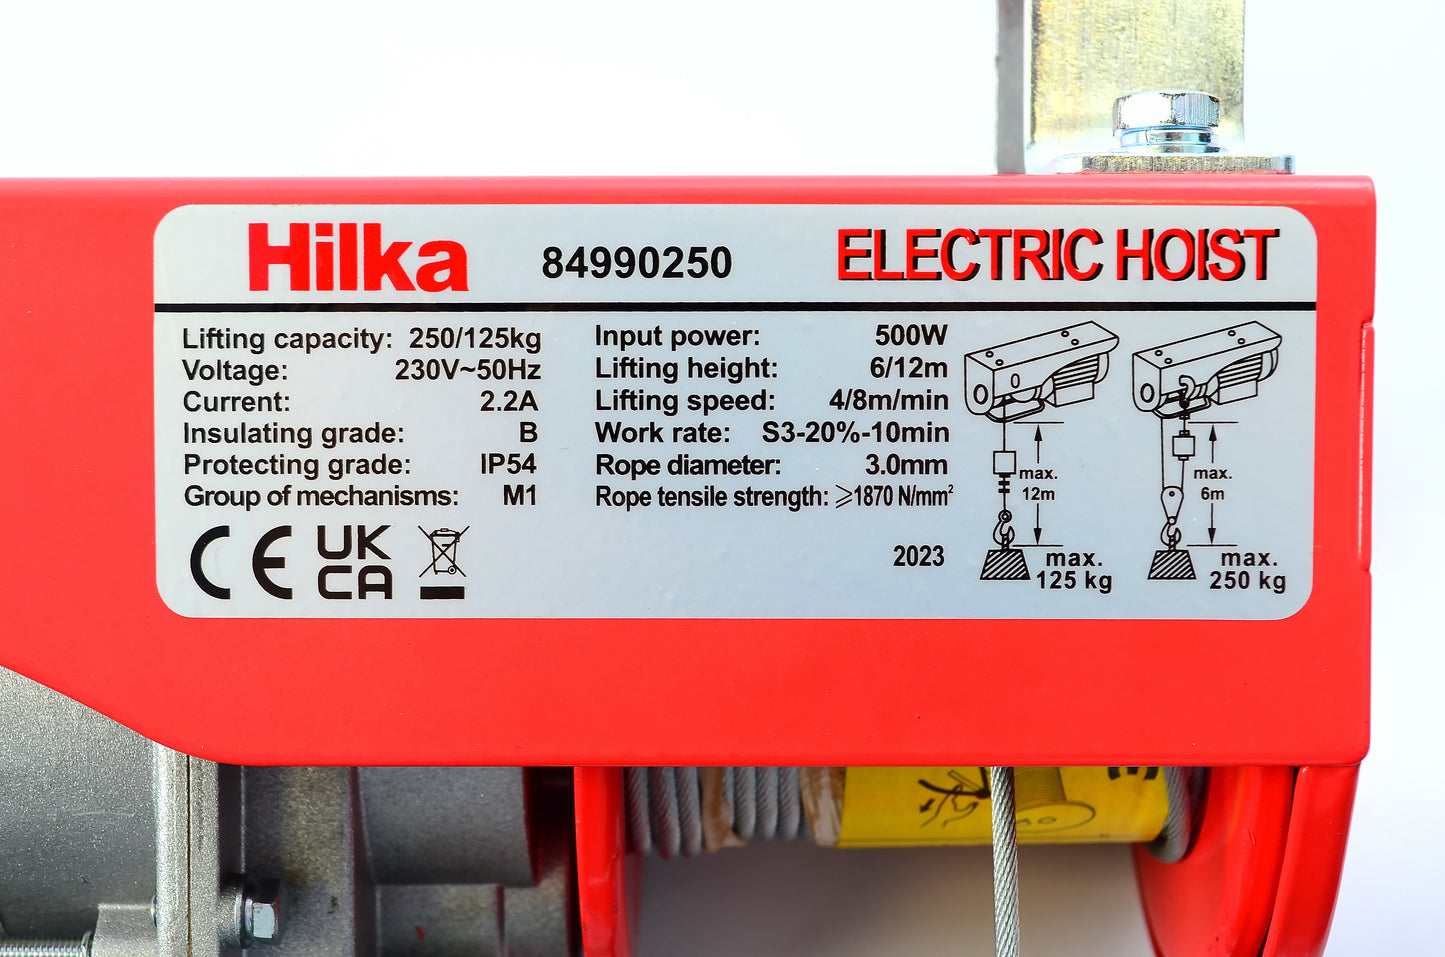 Hilka 84990250 ELECTRIC HOIST
Lifting capacity: 250/125kg
Voltage: 230V~50Hz
Current: 2.2A
Insulating grade: B
Protecting grade: IP54
Group of mechanisms: M1
CE UK
CA
Input power: 500W
Lifting height: 6/12m
Lifting speed: 4/8m/min
Work rate: S3-20%-10min
Rope diameter: 3.0mm
Rope tensile strength: ⩾1870 N/mm²
2023
max.
12m
max.
125 kg
max.
6m
max.
250 kg